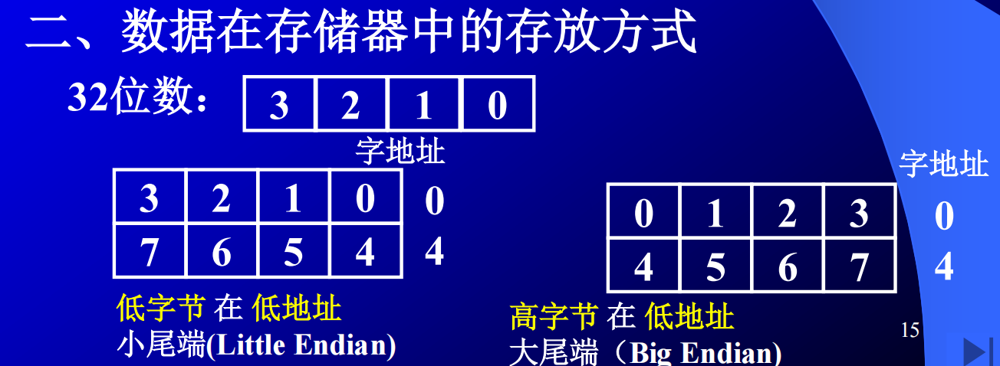 二、数据在存储器中的存放方式
32位数：
3 2 1 0
字地址
3 2 1 0 0
7 6 5 4 4
低字节 在 低地址
小尾端(Little Endian)
字地址
0 1 2 3 0
4 5 6 7 4
高字节 在 低地址
大尾端（Big Endian)
15